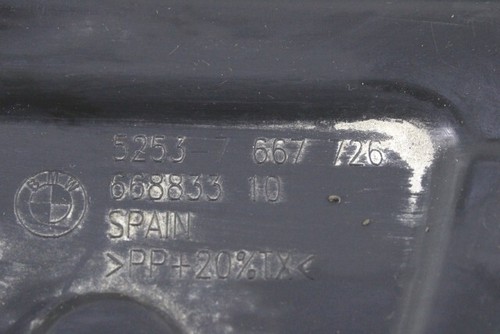 5253-7 667 726
668833 10
BMW
SPAIN
>PP+20%TX<